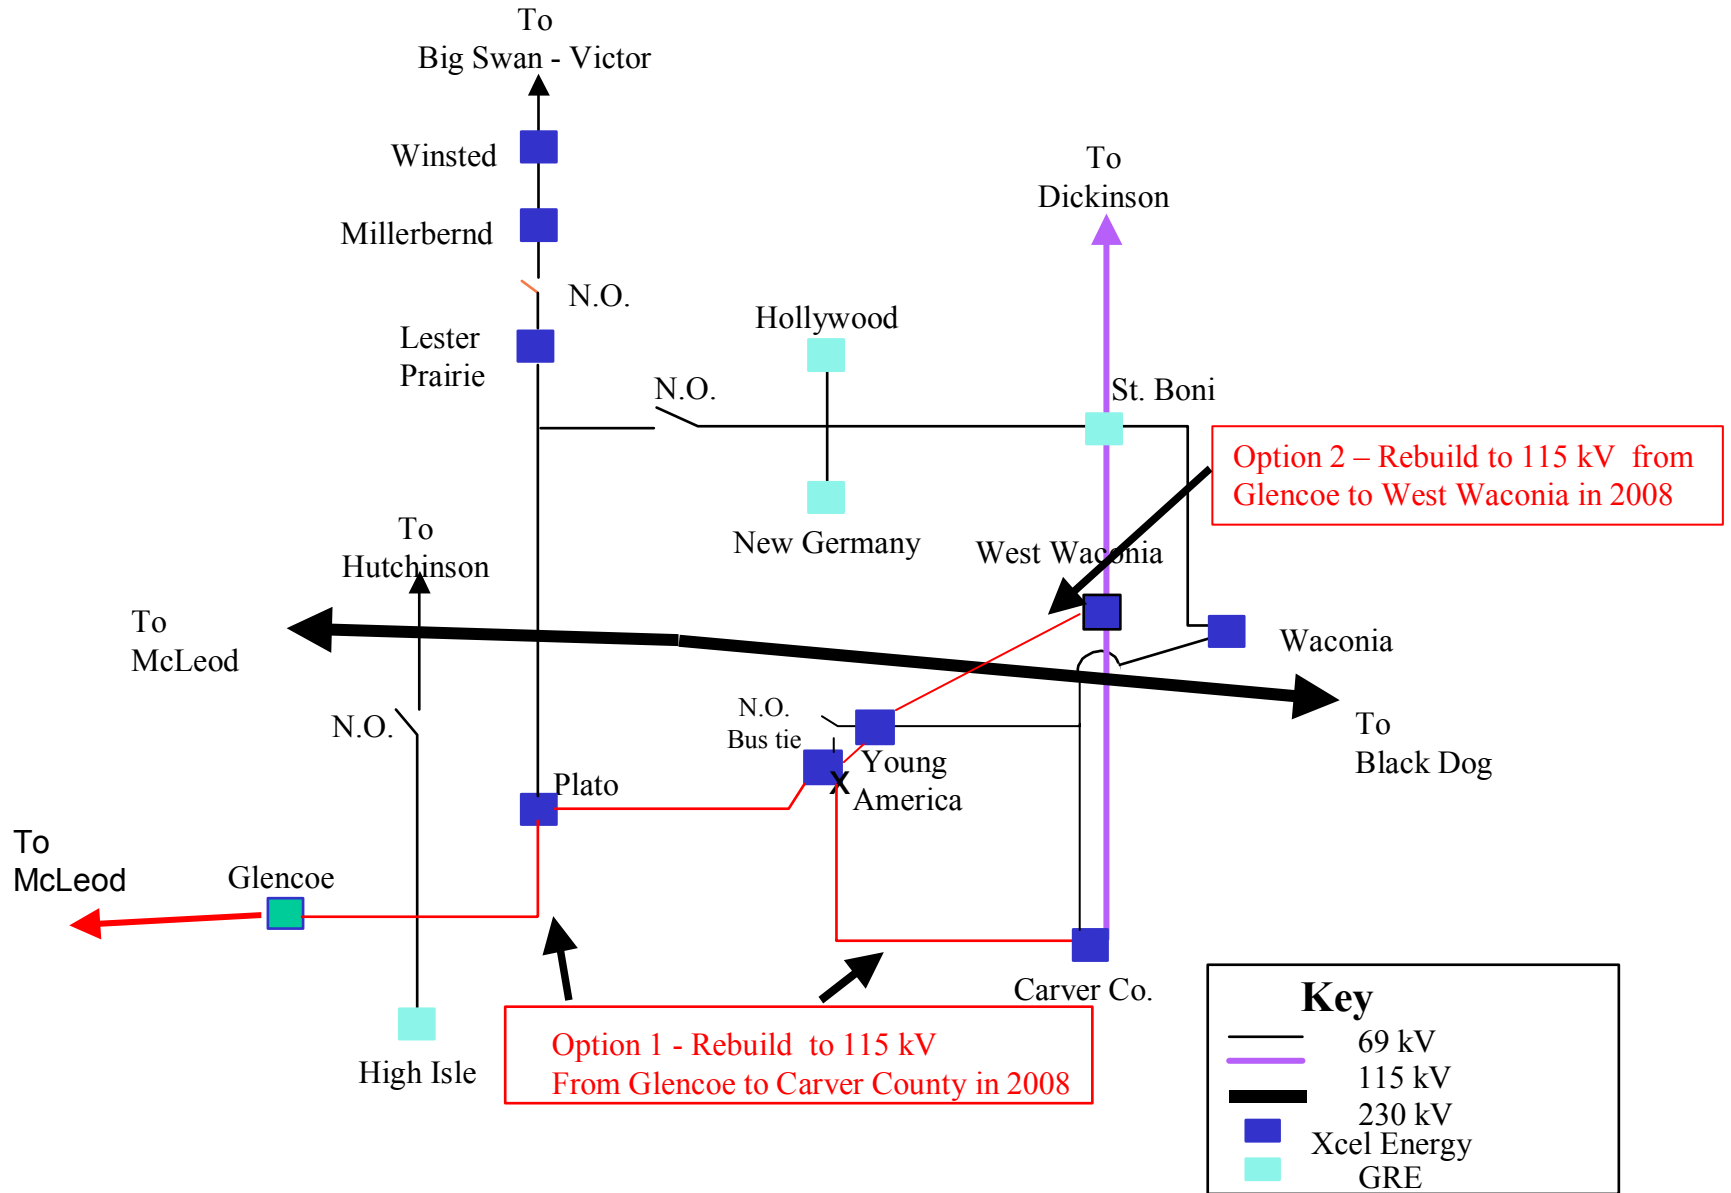 To
Big Swan - Victor
Winsted
To
Dickinson
Millerbernd
N.O.
Hollywood
Lester
Prairie
N.O.
St. Boni
Option 2 – Rebuild to 115 kV from
Glencoe to West Waconia in 2008
To
Hutchinson
New Germany
West Waconia
To
McLeod
Waconia
N.O.
N.O.
Bus tie
To
Black Dog
Young
America
X
Plato
To
McLeod
Glencoe
Carver Co.
High Isle
Option 1 - Rebuild to 115 kV
From Glencoe to Carver County in 2008
Key
69 kV
115 kV
230 kV
Xcel Energy
GRE